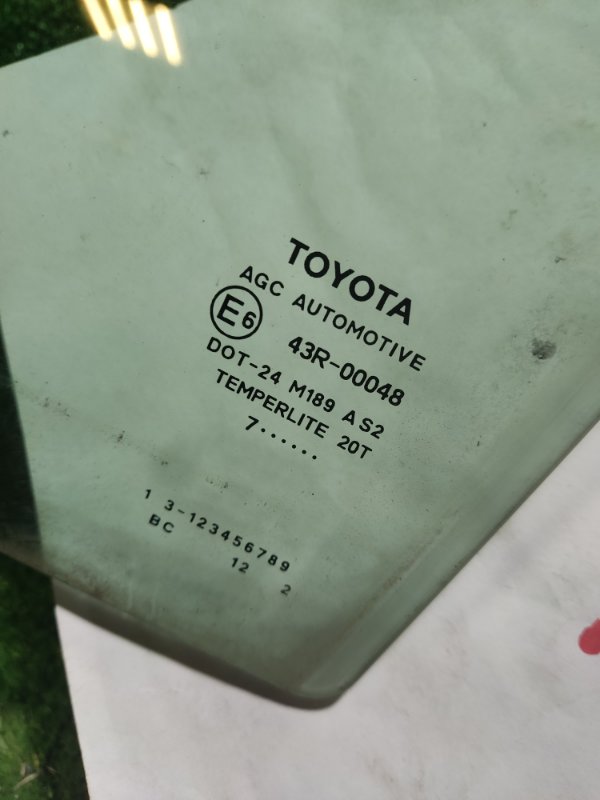 TOYOTA
AGC AUTOMOTIVE
E6 43R-00048
DOT-24 M189 AS2
TEMPERLITE 20T
7......
1 3-123456789
BC 12 2